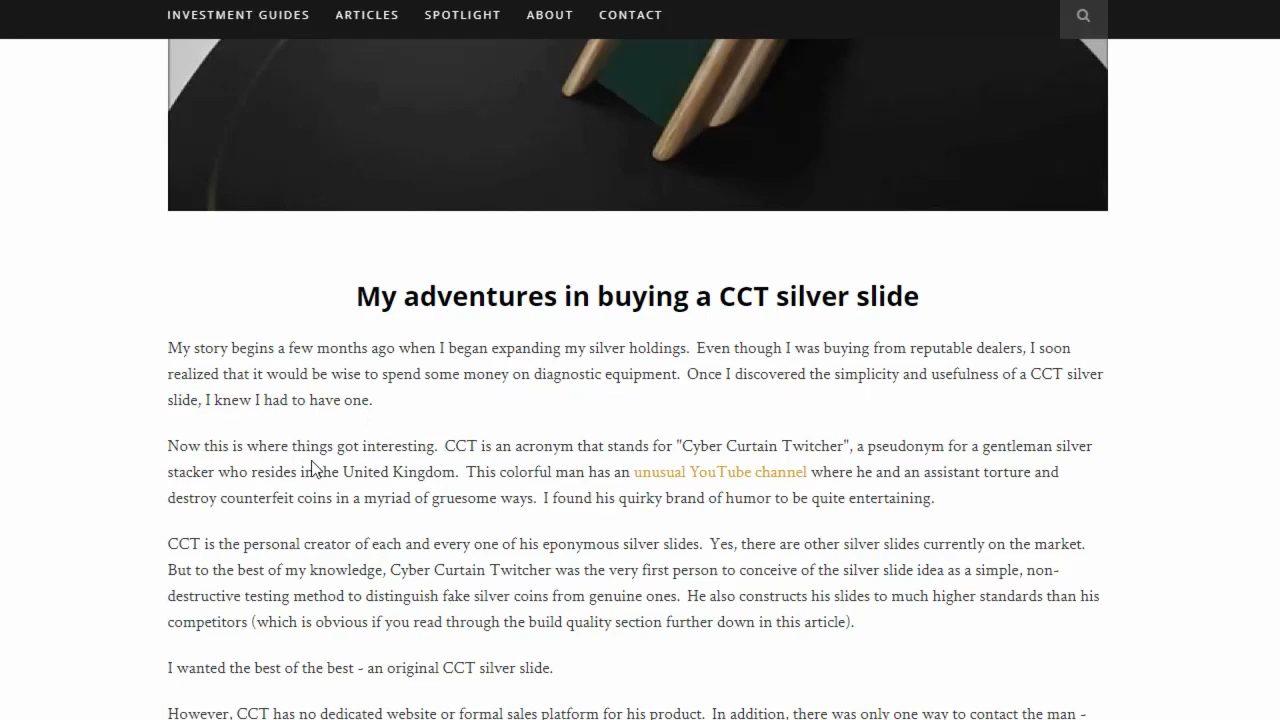 INVESTMENT GUIDES ARTICLES SPOTLIGHT ABOUT CONTACT
My adventures in buying a CCT silver slide
My story begins a few months ago when I began expanding my silver holdings.  Even though I was buying from reputable dealers, I soon
realized that it would be wise to spend some money on diagnostic equipment.  Once I discovered the simplicity and usefulness of a CCT silver
slide, I knew I had to have one.
Now this is where things got interesting.  CCT is an acronym that stands for "Cyber Curtain Twitcher", a pseudonym for a gentleman silver
stacker who resides in the United Kingdom.  This colorful man has an unusual YouTube channel where he and an assistant torture and
destroy counterfeit coins in a myriad of gruesome ways.  I found his quirky brand of humor to be quite entertaining.
CCT is the personal creator of each and every one of his eponymous silver slides.  Yes, there are other silver slides currently on the market.
But to the best of my knowledge, Cyber Curtain Twitcher was the very first person to conceive of the silver slide idea as a simple, non-
destructive testing method to distinguish fake silver coins from genuine ones.  He also constructs his slides to much higher standards than his
competitors (which is obvious if you read through the build quality section further down in this article).
I wanted the best of the best - an original CCT silver slide.
However, CCT has no dedicated website or formal sales platform for his product.  In addition, there was only one way to contact the man -